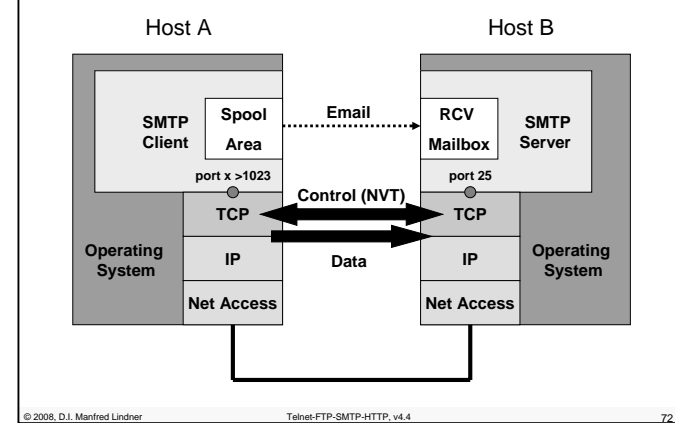 Host A
Host B
SMTP
Client
Spool
Area
Email
RCV
Mailbox
SMTP
Server
port x >1023
port 25
Control (NVT)
TCP
TCP
Operating
System
IP
Data
IP
Operating
System
Net Access
Net Access
© 2008, D.I. Manfred Lindner
Telnet-FTP-SMTP-HTTP, v4.4
72